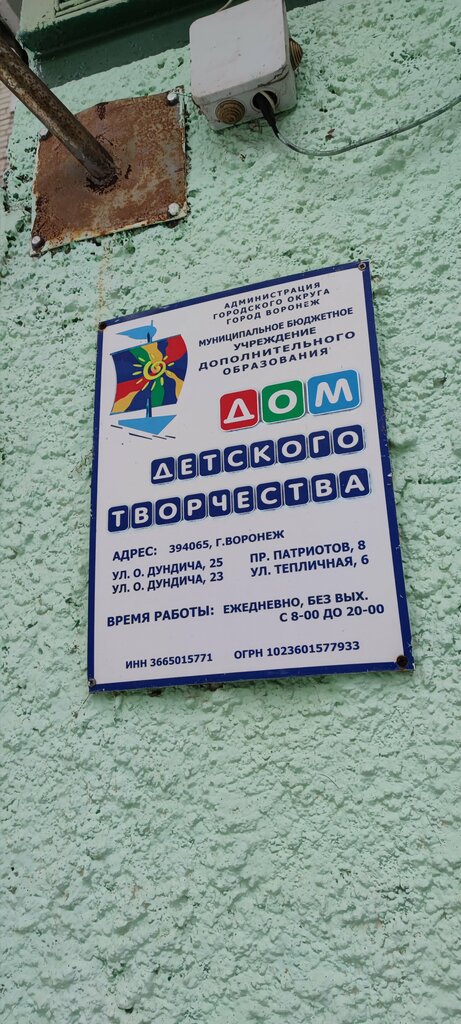 АДМИНИСТРАЦИЯ
ГОРОДСКОГО ОКРУГА
ГОРОД ВОРОНЕЖ
МУНИЦИПАЛЬНОЕ БЮДЖЕТНОЕ
УЧРЕЖДЕНИЕ
ДОПОЛНИТЕЛЬНОГО
ОБРАЗОВАНИЯ
ДОМ
ДЕТСКОГО
ТВОРЧЕСТВА
АДРЕС: 394065, Г.ВОРОНЕЖ
УЛ. О. ДУНДИЧА, 25 ПР. ПАТРИОТОВ, 8
УЛ. О. ДУНДИЧА, 23 УЛ. ТЕПЛИЧНАЯ, 6
ВРЕМЯ РАБОТЫ: ЕЖЕДНЕВНО, БЕЗ ВЫХ.
С 8-00 ДО 20-00
ИНН 3665015771 ОГРН 1023601577933